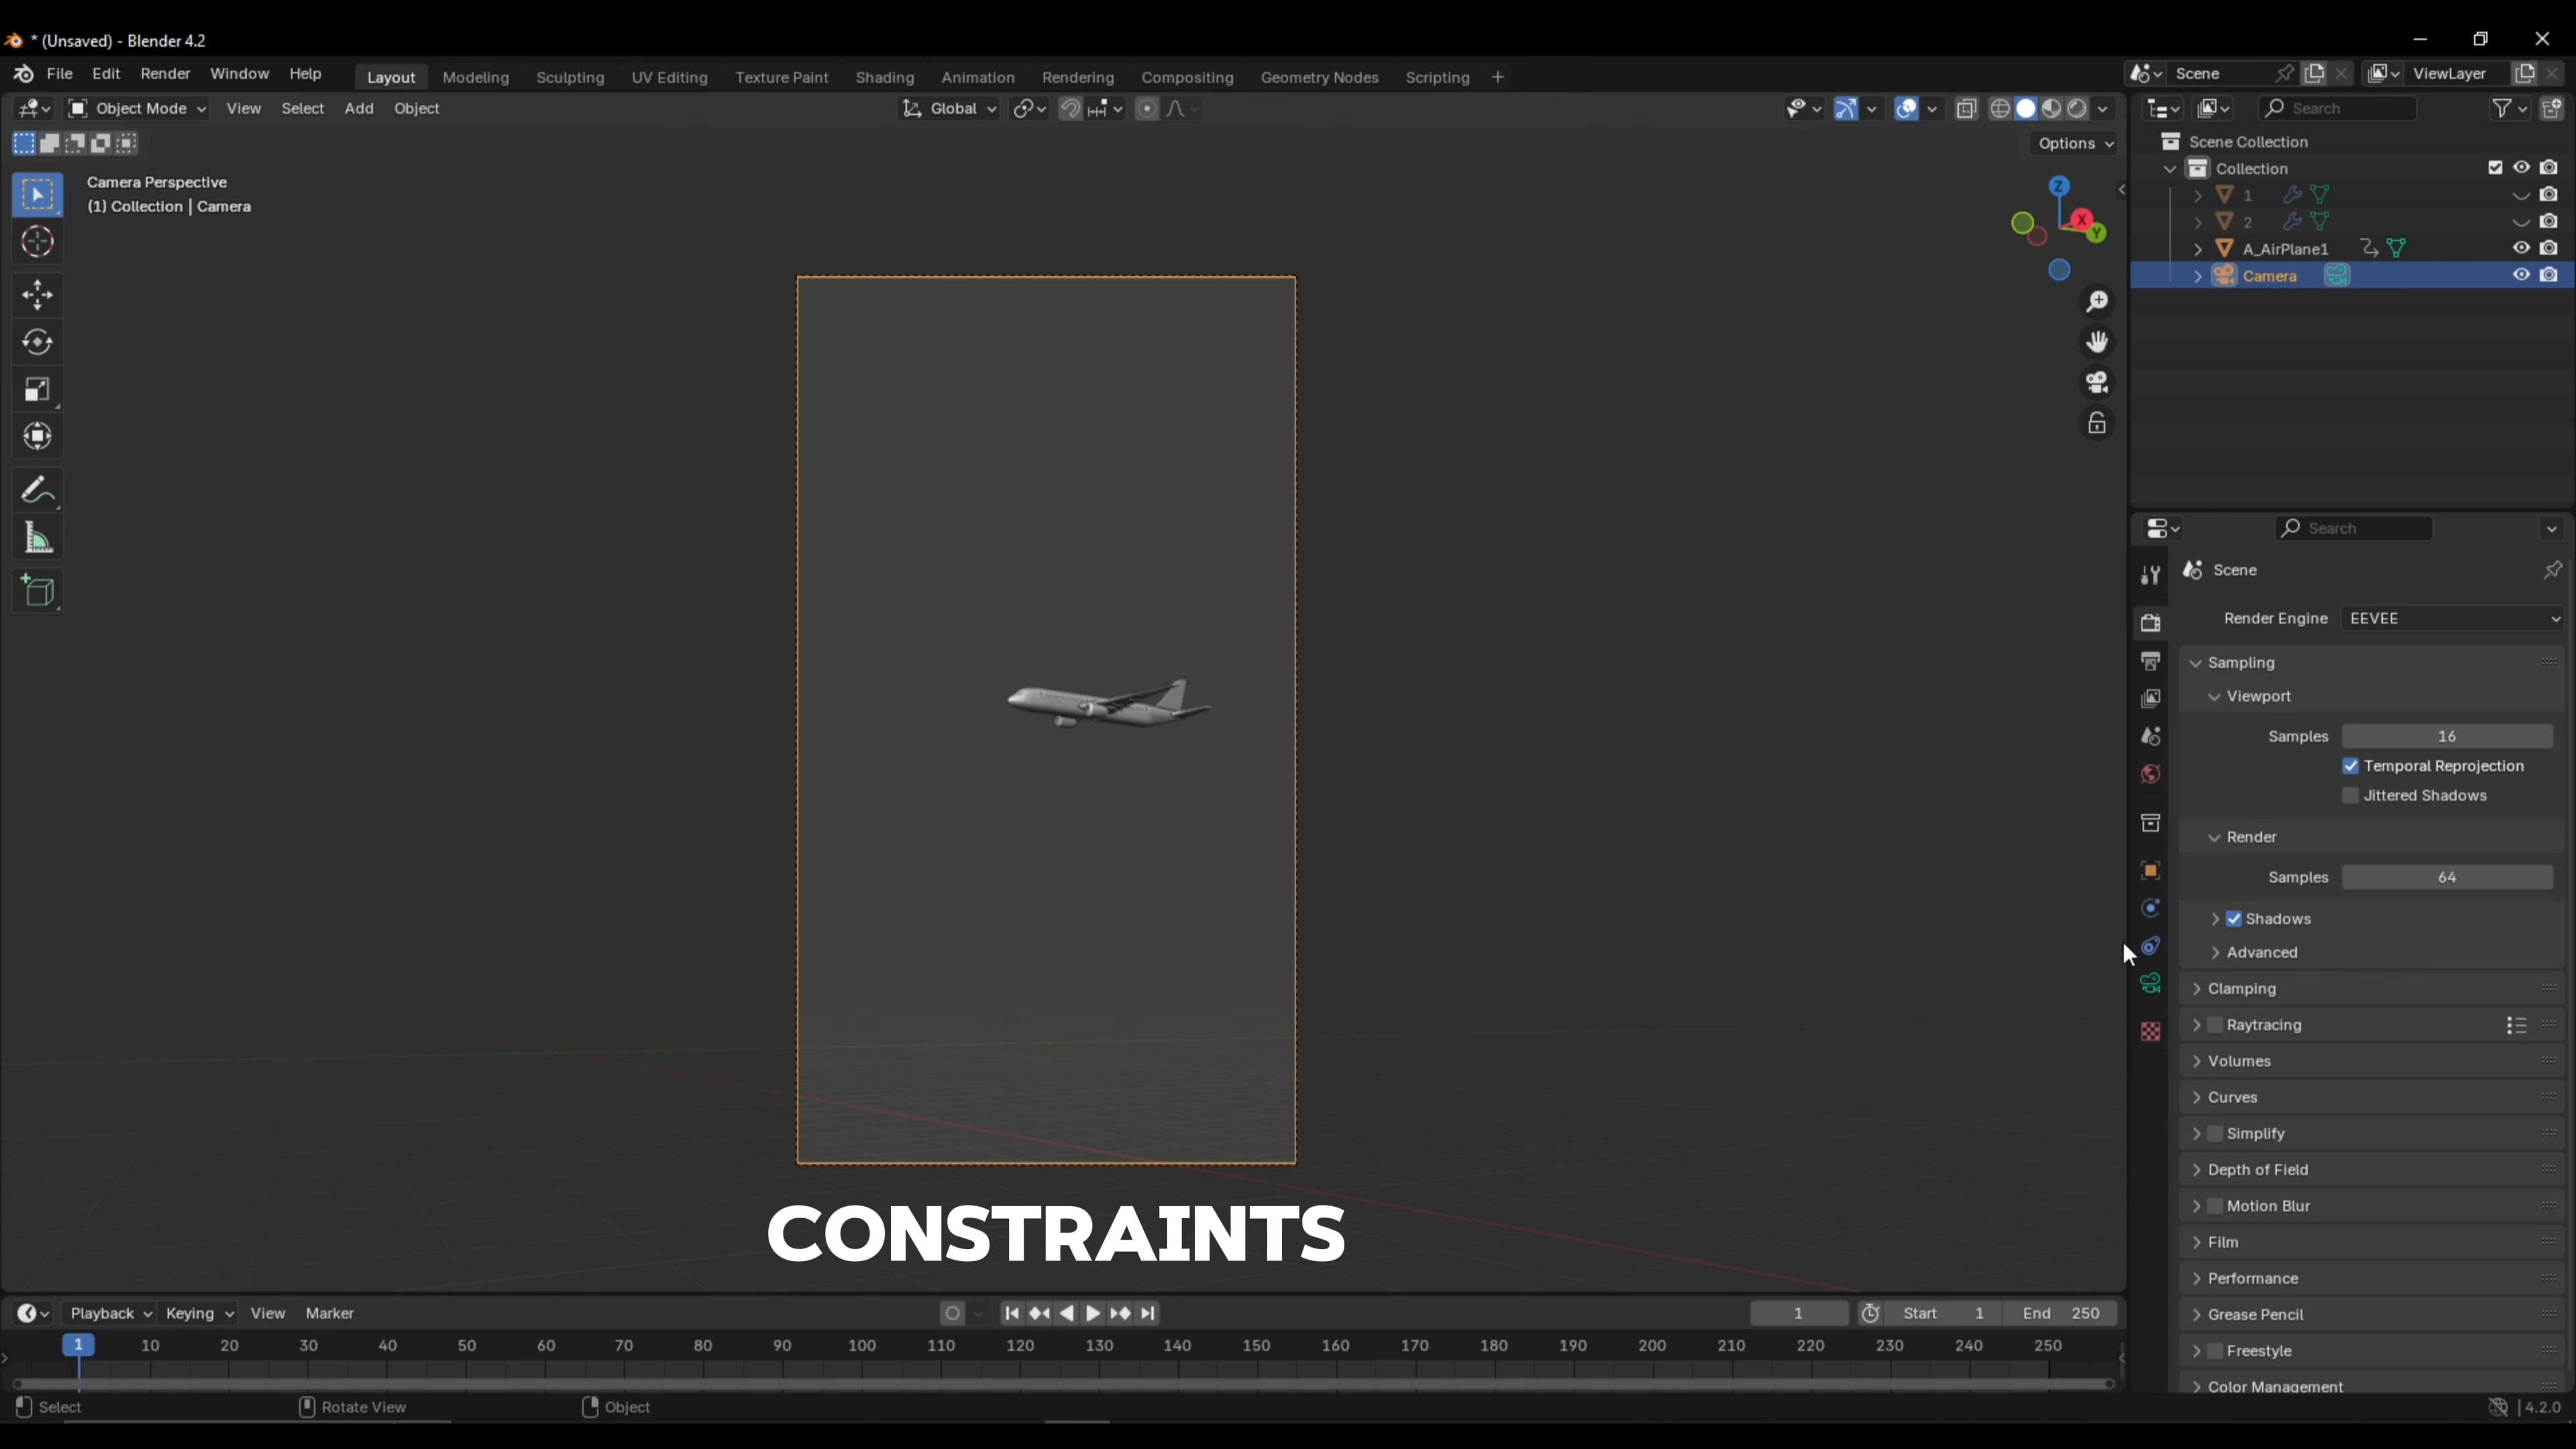 * (Unsaved) - Blender 4.2
File Edit Render Window Help Layout Modeling Sculpting UV Editing Texture Paint Shading Animation Rendering Compositing Geometry Nodes Scripting + Scene ViewLayer
Object Mode View Select Add Object Global Search
Options
Camera Perspective
(1) Collection | Camera
Z
X
Y
Scene Collection
Collection
1
2
A_AirPlane1
Camera
Search
Scene
Render Engine EEVEE
Sampling
Viewport
Samples 16
Temporal Reprojection
Jittered Shadows
Render
Samples 64
Shadows
Advanced
Clamping
Raytracing
Volumes
Curves
Simplify
Depth of Field
Motion Blur
Film
Performance
Grease Pencil
Freestyle
Color Management
CONSTRAINTS
Playback Keying View Marker 1 Start 1 End 250
1 10 20 30 40 50 60 70 80 90 100 110 120 130 140 150 160 170 180 190 200 210 220 230 240 250
Select Rotate View Object 4.2.0